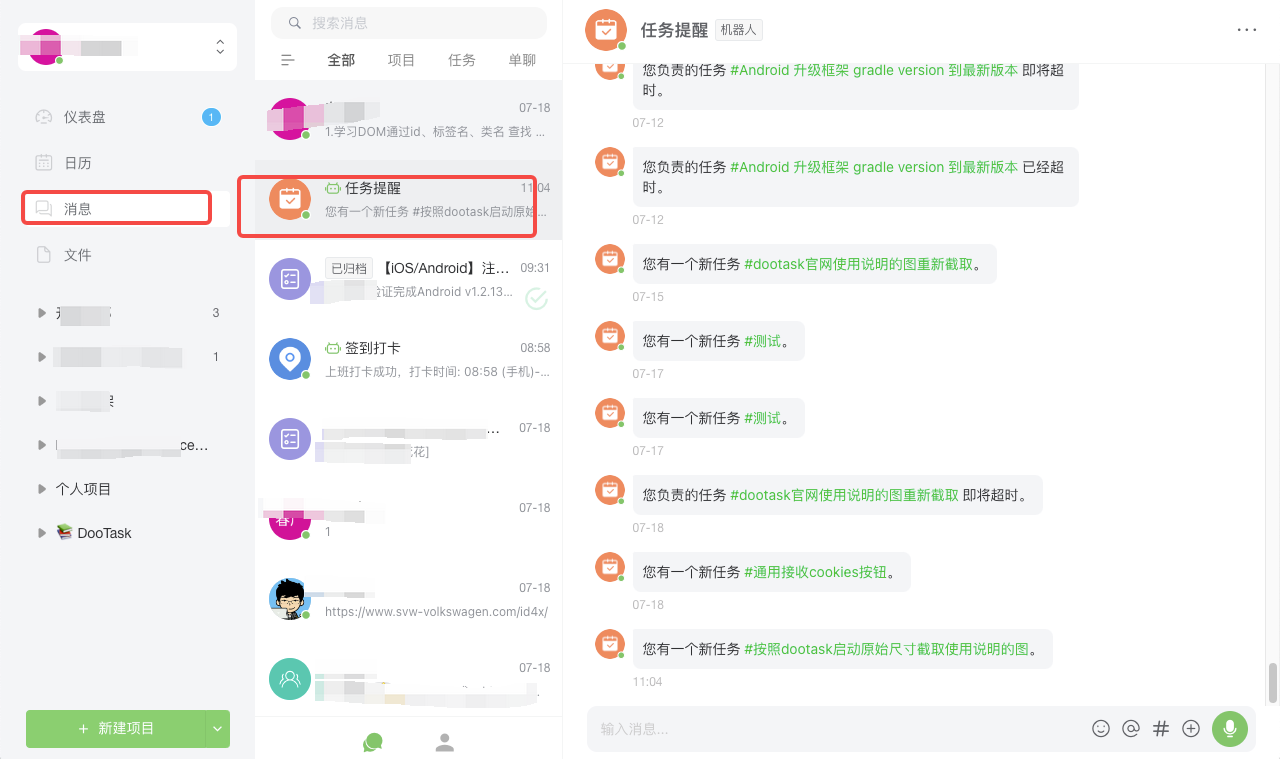 仪表盘
1
日历
消息
文件
3
1
ce...
个人项目
DooTask
新建项目
搜索消息
全部
项目
任务
单聊
07-18
1.学习DOM通过id、标签名、类名 查找 ...
任务提醒
11:04
您有一个新任务 #按照dootask启动原始...
已归档 【iOS/Android】注...
09:31
验证完成Android v1.2.13...
签到打卡
08:58
上班打卡成功，打卡时间: 08:58 (手机)-...
...
07-18
花]
07-18
1
07-18
https://www.svw-volkswagen.com/id4x/
07-18
任务提醒 机器人
您负责的任务 #Android 升级框架 gradle version 到最新版本 即将超
时。
07-12
您负责的任务 #Android 升级框架 gradle version 到最新版本 已经超
时。
07-12
您有一个新任务 #dootask官网使用说明的图重新截取。
07-15
您有一个新任务 #测试。
07-17
您有一个新任务 #测试。
07-17
您负责的任务 #dootask官网使用说明的图重新截取 即将超时。
07-18
您有一个新任务 #通用接收cookies按钮。
07-18
您有一个新任务 #按照dootask启动原始尺寸截取使用说明的图。
11:04
输入消息...